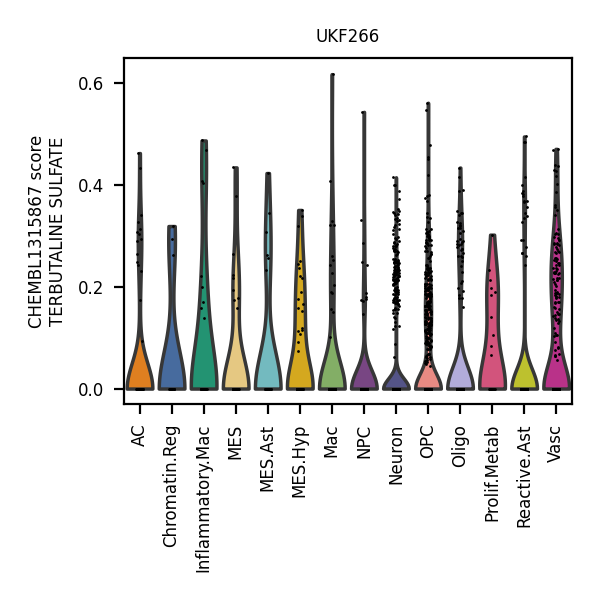 UKF266
CHEMBL1315867 score
TERBUTALINE SULFATE
0.6
0.4
0.2
0.0
AC
Chromatin.Reg
Inflammatory.Mac
MES
MES.Ast
MES.Hyp
Mac
NPC
Neuron
OPC
Oligo
Prolif.Metab
Reactive.Ast
Vasc